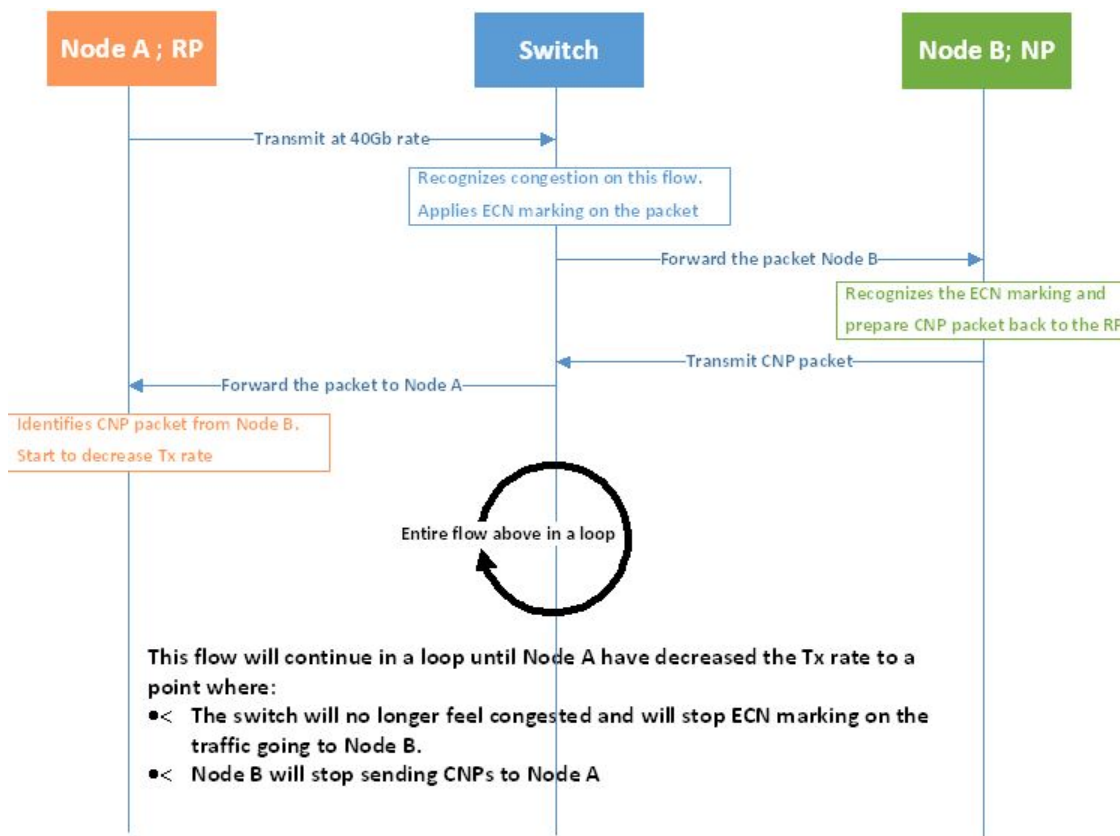 Node A ; RP
Switch
Node B; NP
Transmit at 40Gb rate
Recognizes congestion on this flow.
Applies ECN marking on the packet
Forward the packet Node B
Recognizes the ECN marking and
prepare CNP packet back to the RP
Transmit CNP packet
Forward the packet to Node A
Identifies CNP packet from Node B.
Start to decrease Tx rate
Entire flow above in a loop
This flow will continue in a loop until Node A have decreased the Tx rate to a
point where:
●< The switch will no longer feel congested and will stop ECN marking on the
traffic going to Node B.
●< Node B will stop sending CNPs to Node A